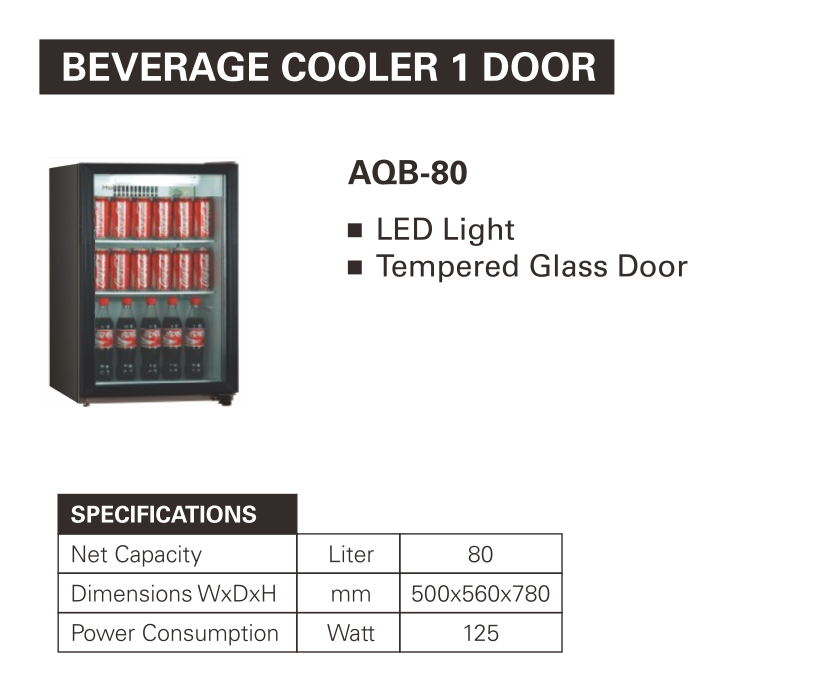 BEVERAGE COOLER 1 DOOR
AQB-80
■ LED Light
■ Tempered Glass Door
SPECIFICATIONS
Net Capacity Liter 80
Dimensions WxDxH mm 500x560x780
Power Consumption Watt 125